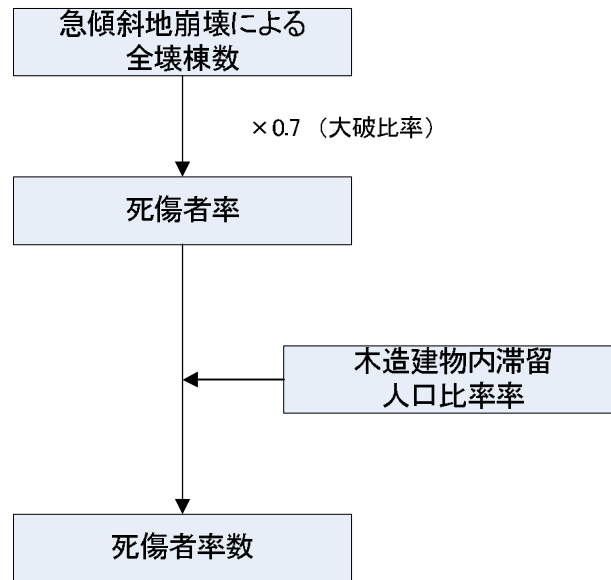 急傾斜地崩壊による
全壊棟数
×0.7 （大破比率）
死傷者率
木造建物内滞留
人口比率率
死傷者率数